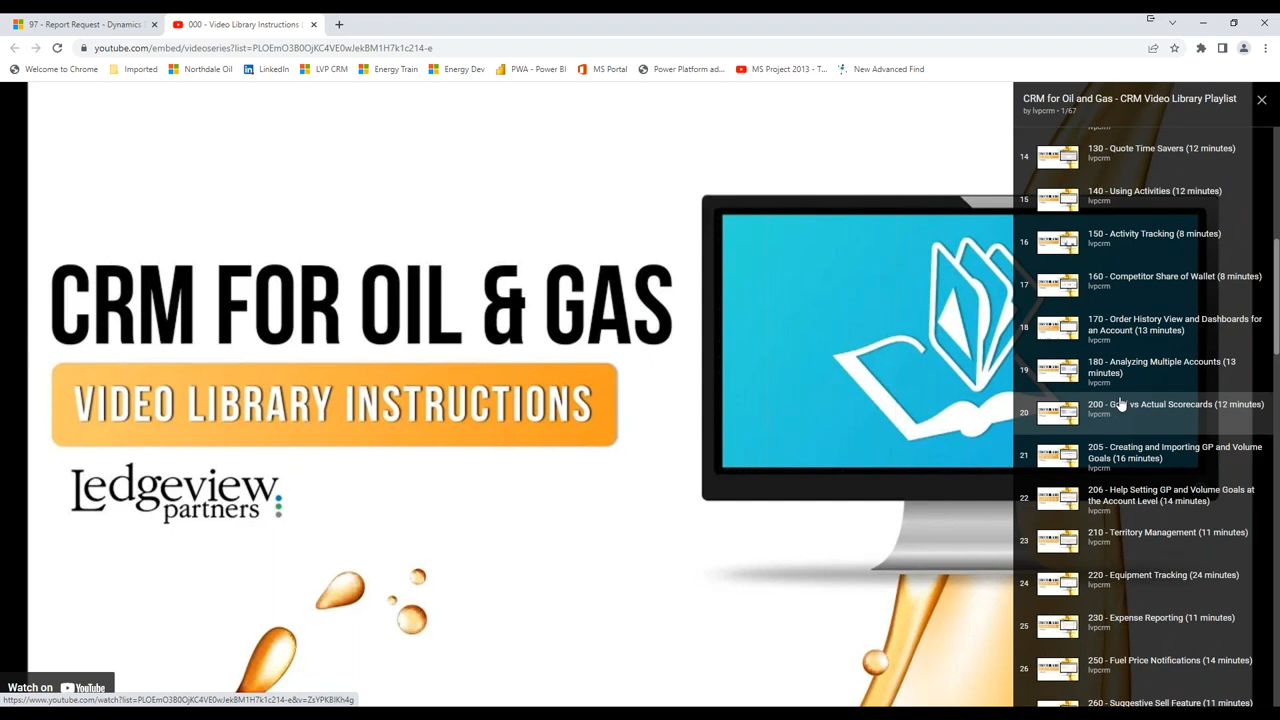 97 - Report Request - Dynamics
000 - Video Library Instructions
youtube.com/embed/videoseries?list=PLOEmO3B0OjKC4VE0wJekBM1H7k1c214-e
Welcome to Chrome
Imported
Northdale Oil
LinkedIn
LVP CRM
Energy Train
Energy Dev
PWA - Power BI
MS Portal
Power Platform ad...
MS Project 2013 - T...
New Advanced Find
CRM for Oil and Gas - CRM Video Library Playlist
by lvpcrm • 1/67
lvpcrm
14
130 - Quote Time Savers (12 minutes)
lvpcrm
15
140 - Using Activities (12 minutes)
lvpcrm
16
150 - Activity Tracking (8 minutes)
lvpcrm
17
160 - Competitor Share of Wallet (8 minutes)
lvpcrm
18
170 - Order History View and Dashboards for
an Account (13 minutes)
lvpcrm
19
180 - Analyzing Multiple Accounts (13
minutes)
lvpcrm
20
200 - vs Actual Scorecards (12 minutes)
lvpcrm
21
205 - Creating and Importing GP and Volume
Goals (16 minutes)
lvpcrm
22
206 - Help Setting GP and Volume Goals at
the Account Level (14 minutes)
lvpcrm
23
210 - Territory Management (11 minutes)
lvpcrm
24
220 - Equipment Tracking (24 minutes)
lvpcrm
25
230 - Expense Reporting (11 minutes)
lvpcrm
26
250 - Fuel Price Notifications (14 minutes)
lvpcrm
260 - Suggestive Sell Feature (11 minutes)
CRM FOR OIL & GAS
VIDEO LIBRARY INSTRUCTIONS
Ledgeview
partners
Watch on YouTube
https://www.youtube.com/watch?list=PLOEmO3B0OjKC4VE0wJekBM1H7k1c214-e&v=ZsYPKBIKh4g